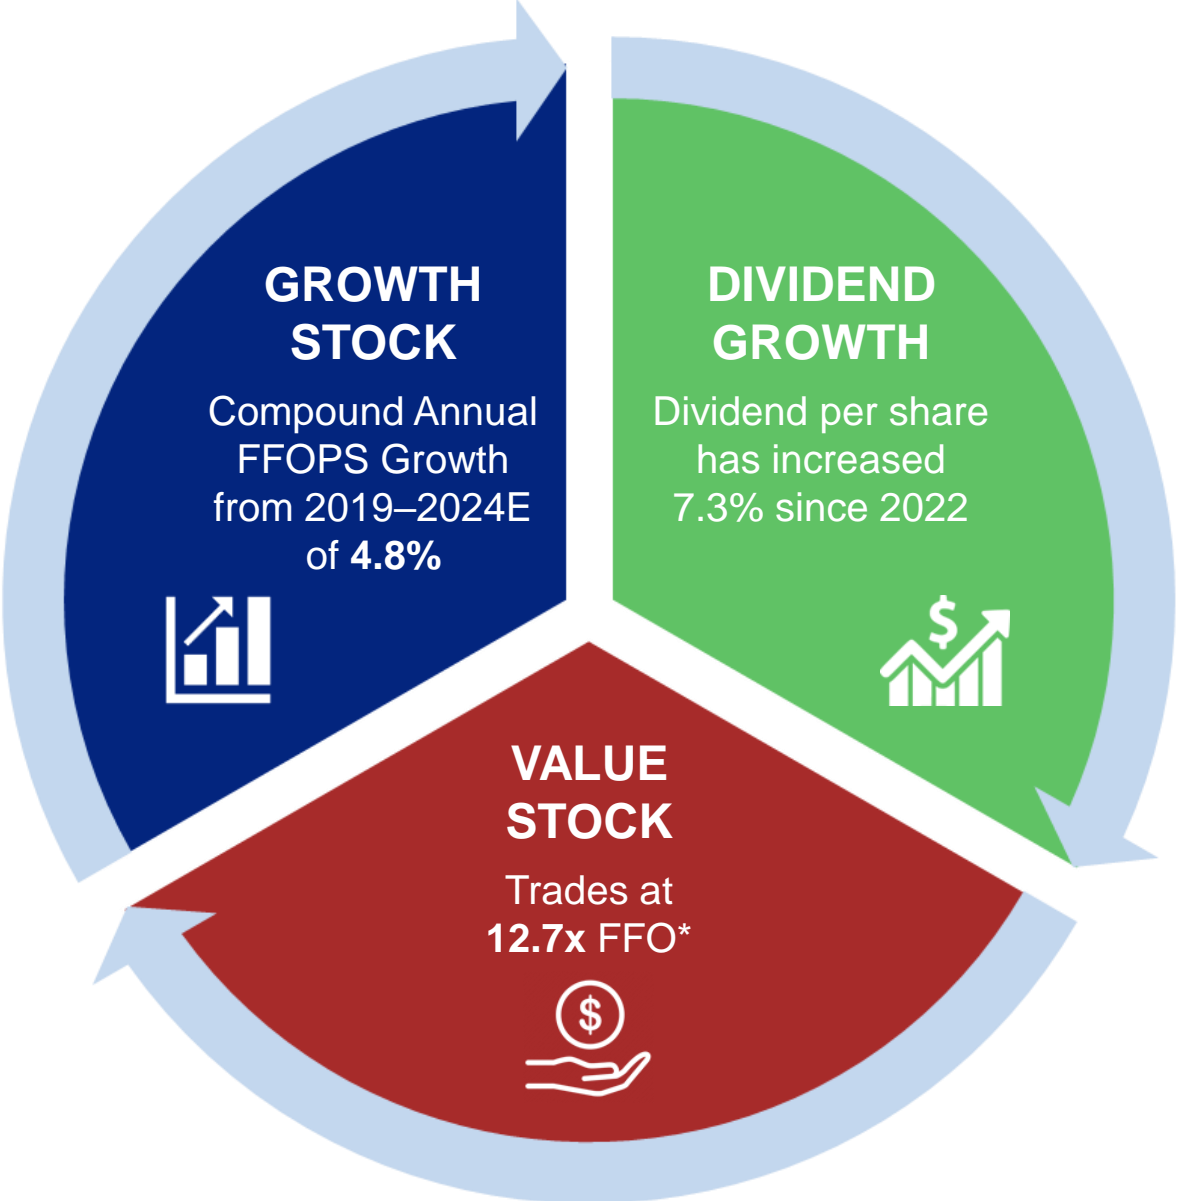 GROWTH
STOCK
Compound Annual
FFOPS Growth
from 2019–2024E
of 4.8%
DIVIDEND
GROWTH
Dividend per share
has increased
7.3% since 2022
$
VALUE
STOCK
Trades at
12.7x FFO*
$